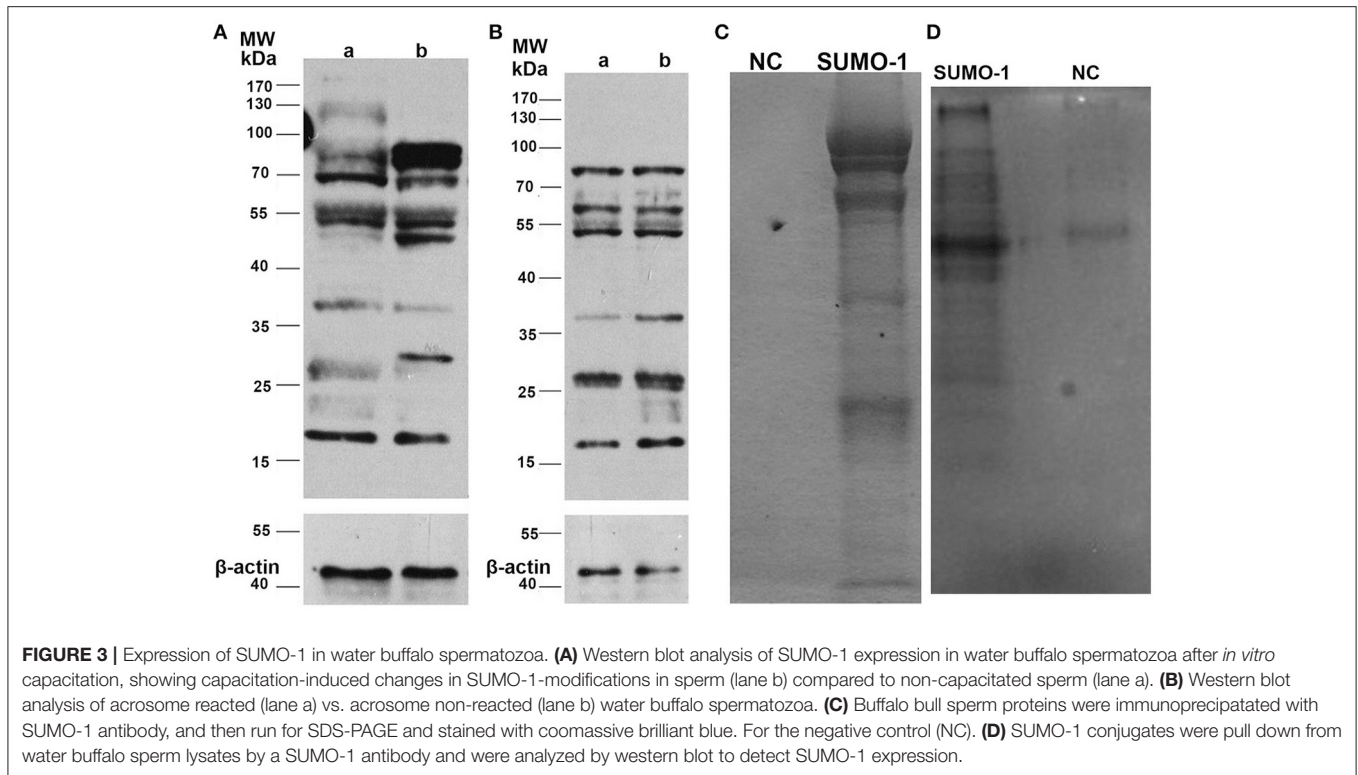 A
MW
kDa
a b
170
130
100
70
55
40
35
25
15
55
β-actin
40
B
MW
kDa
a b
170
130
100
70
55
40
35
25
15
55
β-actin
40
C
NC SUMO-1
D
SUMO-1 NC
FIGURE 3 | Expression of SUMO-1 in water buffalo spermatozoa. (A) Western blot analysis of SUMO-1 expression in water buffalo spermatozoa after in vitro
capacitation, showing capacitation-induced changes in SUMO-1-modifications in sperm (lane b) compared to non-capacitated sperm (lane a). (B) Western blot
analysis of acrosome reacted (lane a) vs. acrosome non-reacted (lane b) water buffalo spermatozoa. (C) Buffalo bull sperm proteins were immunoprecipatated with
SUMO-1 antibody, and then run for SDS-PAGE and stained with coomassive brilliant blue. For the negative control (NC). (D) SUMO-1 conjugates were pull down from
water buffalo sperm lysates by a SUMO-1 antibody and were analyzed by western blot to detect SUMO-1 expression.